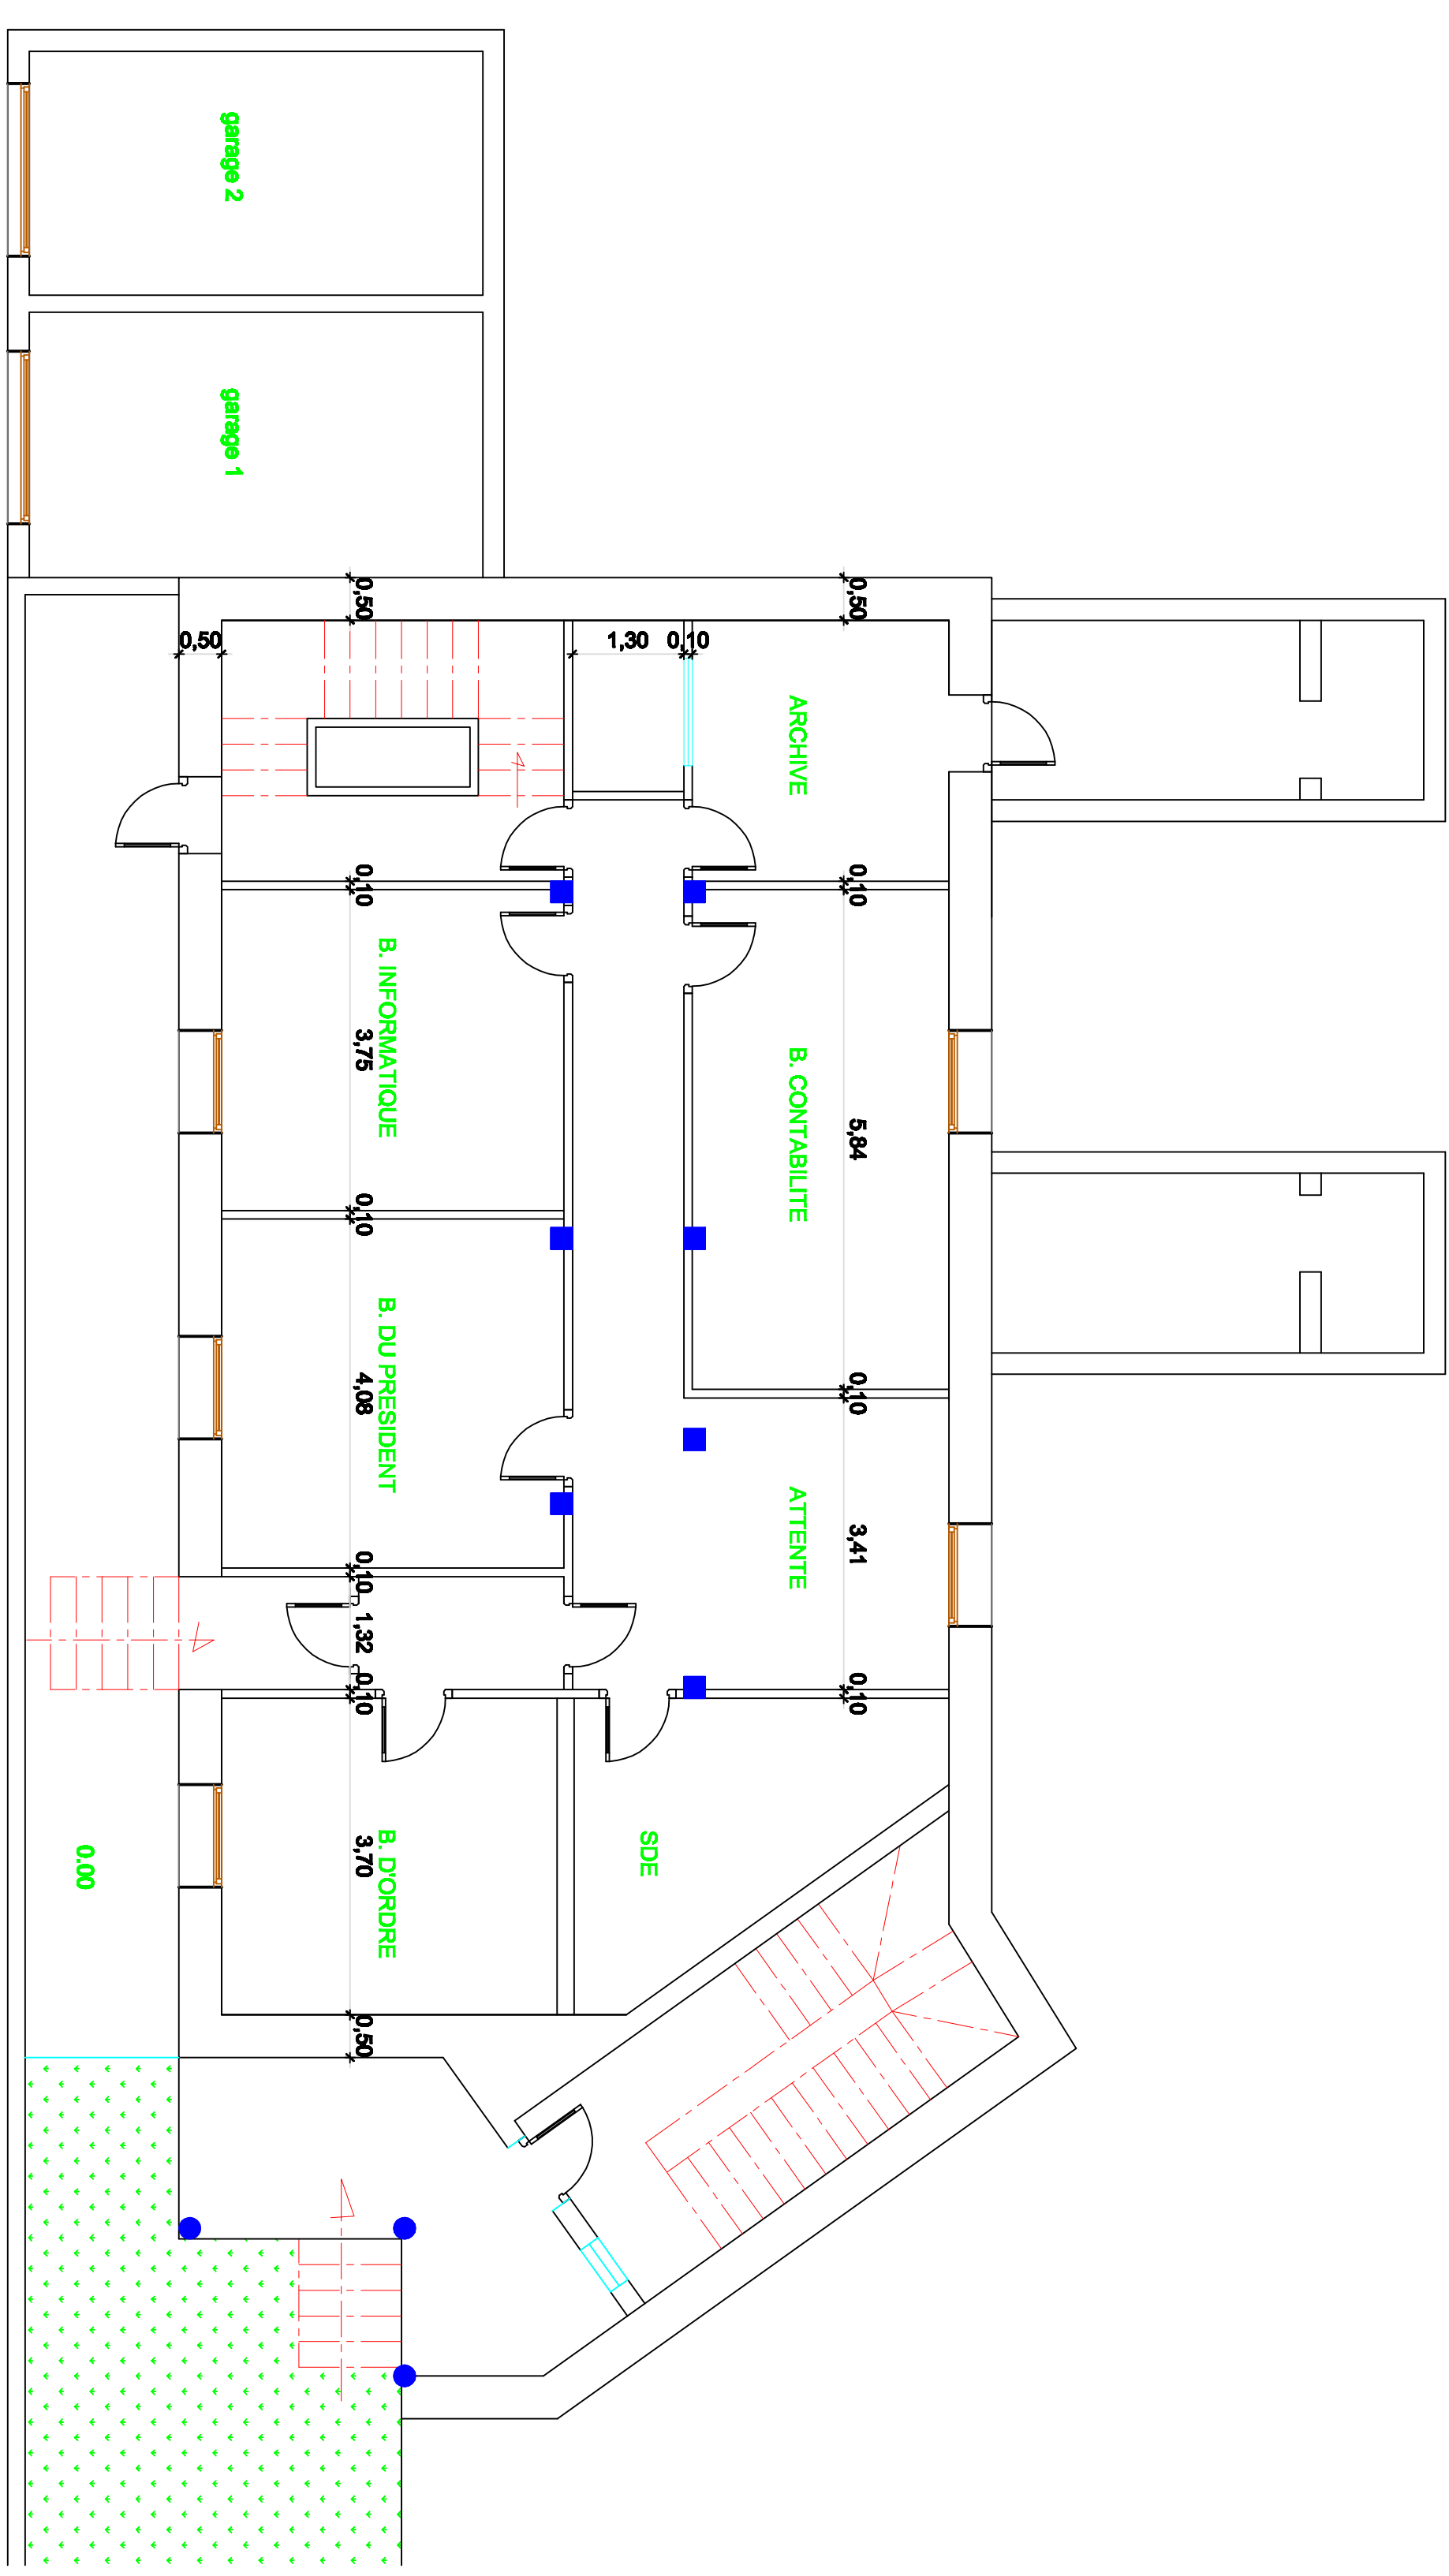 garage 2
garage 1
0,50
0,50
0,50
1,30
0,10
ARCHIVE
0,10
0,10
B. INFORMATIQUE
3,75
B. CONTABILITE
5,84
0,10
B. DU PRESIDENT
4,08
0,10
ATTENTE
3,41
0,10
1,32
0,10
0,10
SDE
B. D'ORDRE
3,70
0.00
0,50